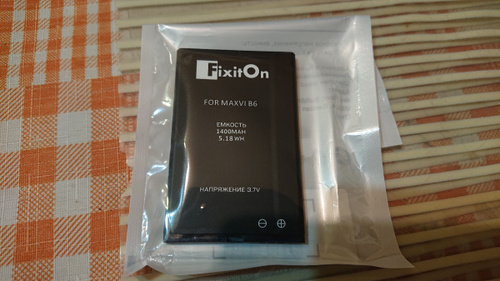 FixitOn
FOR MAXVI B6
ЕМКОСТЬ
1400MAH
5.18 WH
НАПРЯЖЕНИЕ 3.7V